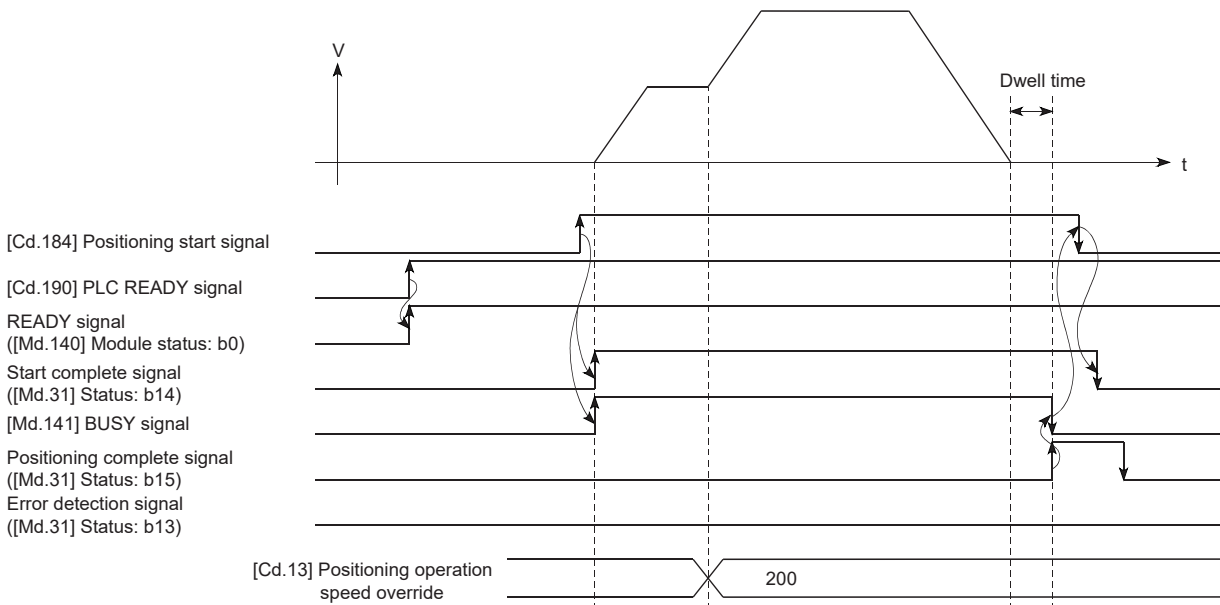 V
Dwell time
t
[Cd.184] Positioning start signal
[Cd.190] PLC READY signal
READY signal
([Md.140] Module status: b0)
Start complete signal
([Md.31] Status: b14)
[Md.141] BUSY signal
Positioning complete signal
([Md.31] Status: b15)
Error detection signal
([Md.31] Status: b13)
[Cd.13] Positioning operation
speed override
200